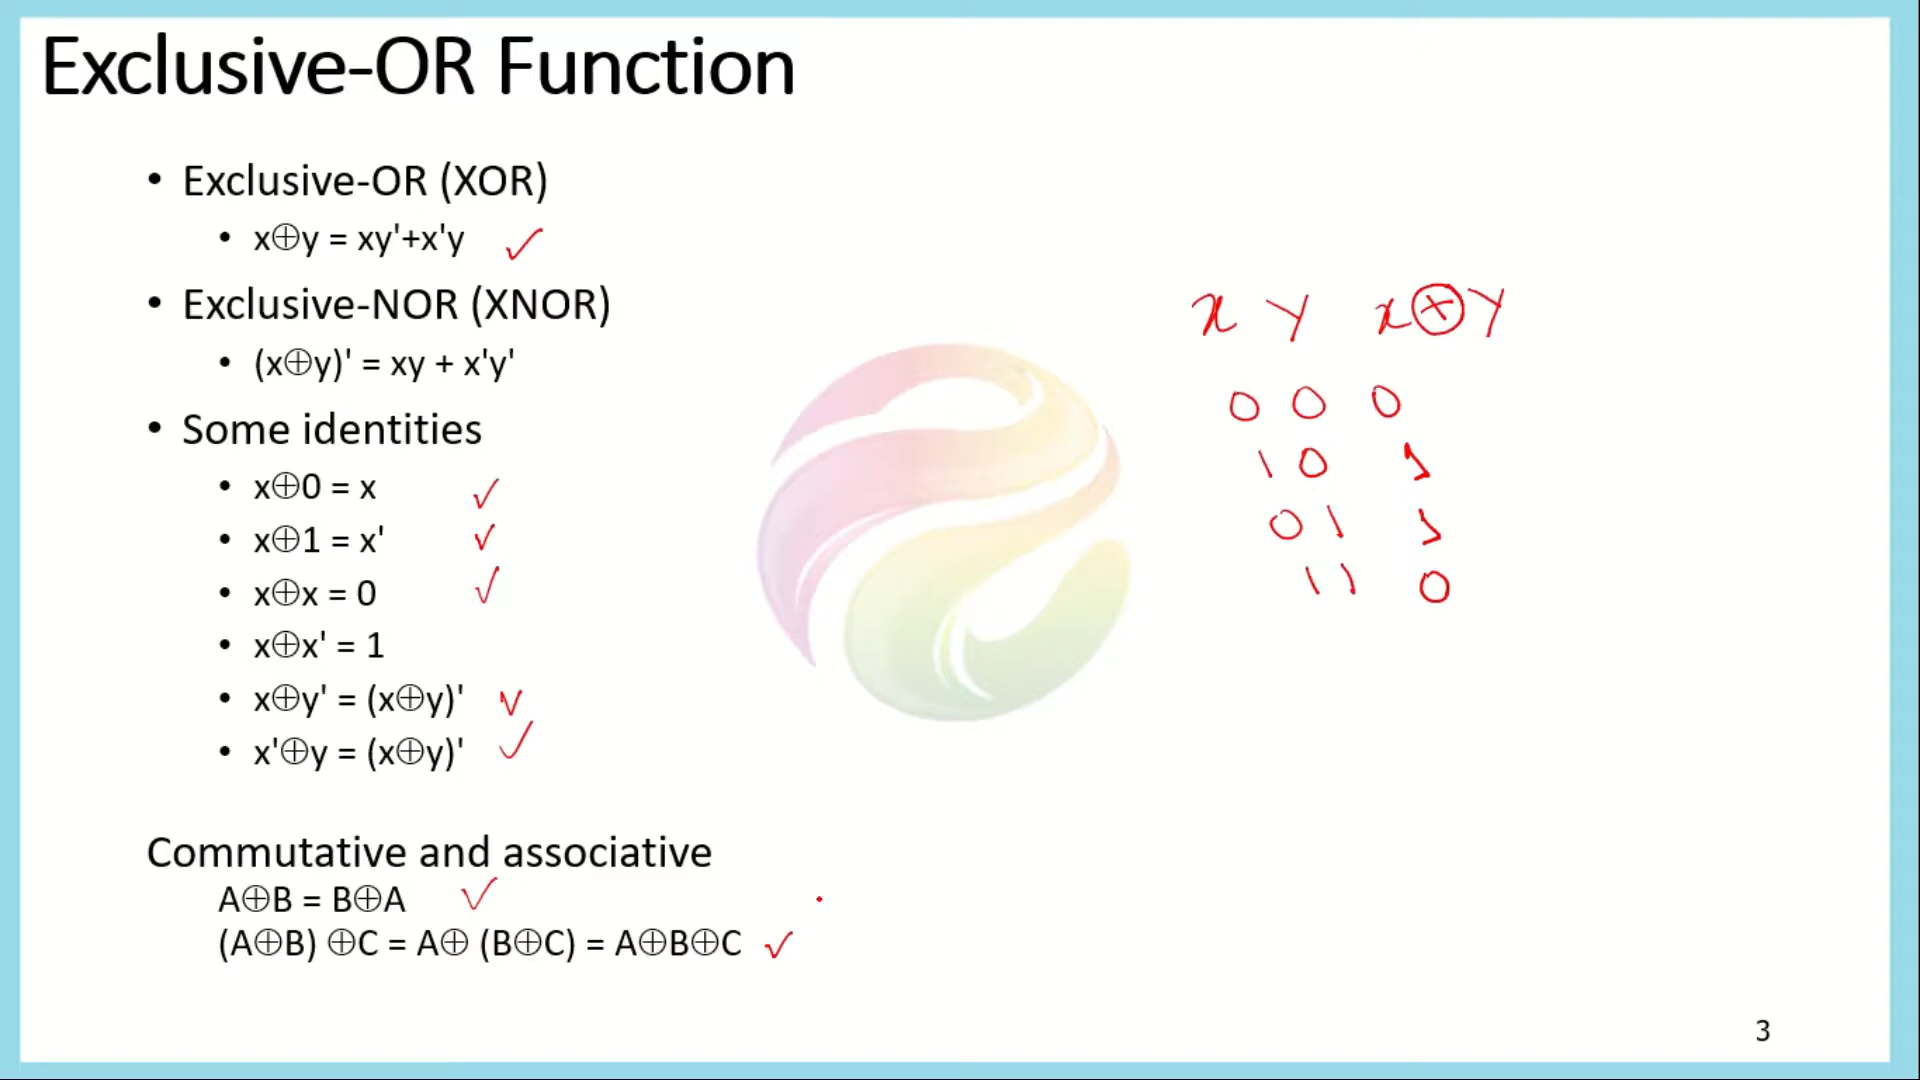 Exclusive-OR Function
• Exclusive-OR (XOR)
• x⊕y = xy'+x'y ✓
• Exclusive-NOR (XNOR)
• (x⊕y)' = xy + x'y'
• Some identities
• x⊕0 = x ✓
• x⊕1 = x' ✓
• x⊕x = 0 ✓
• x⊕x' = 1
• x⊕y' = (x⊕y)' ✓
• x'⊕y = (x⊕y)' ✓
Commutative and associative
A⊕B = B⊕A ✓
(A⊕B) ⊕C = A⊕ (B⊕C) = A⊕B⊕C ✓
x y x⊕y
0 0 0
1 0 1
0 1 1
1 1 0
3